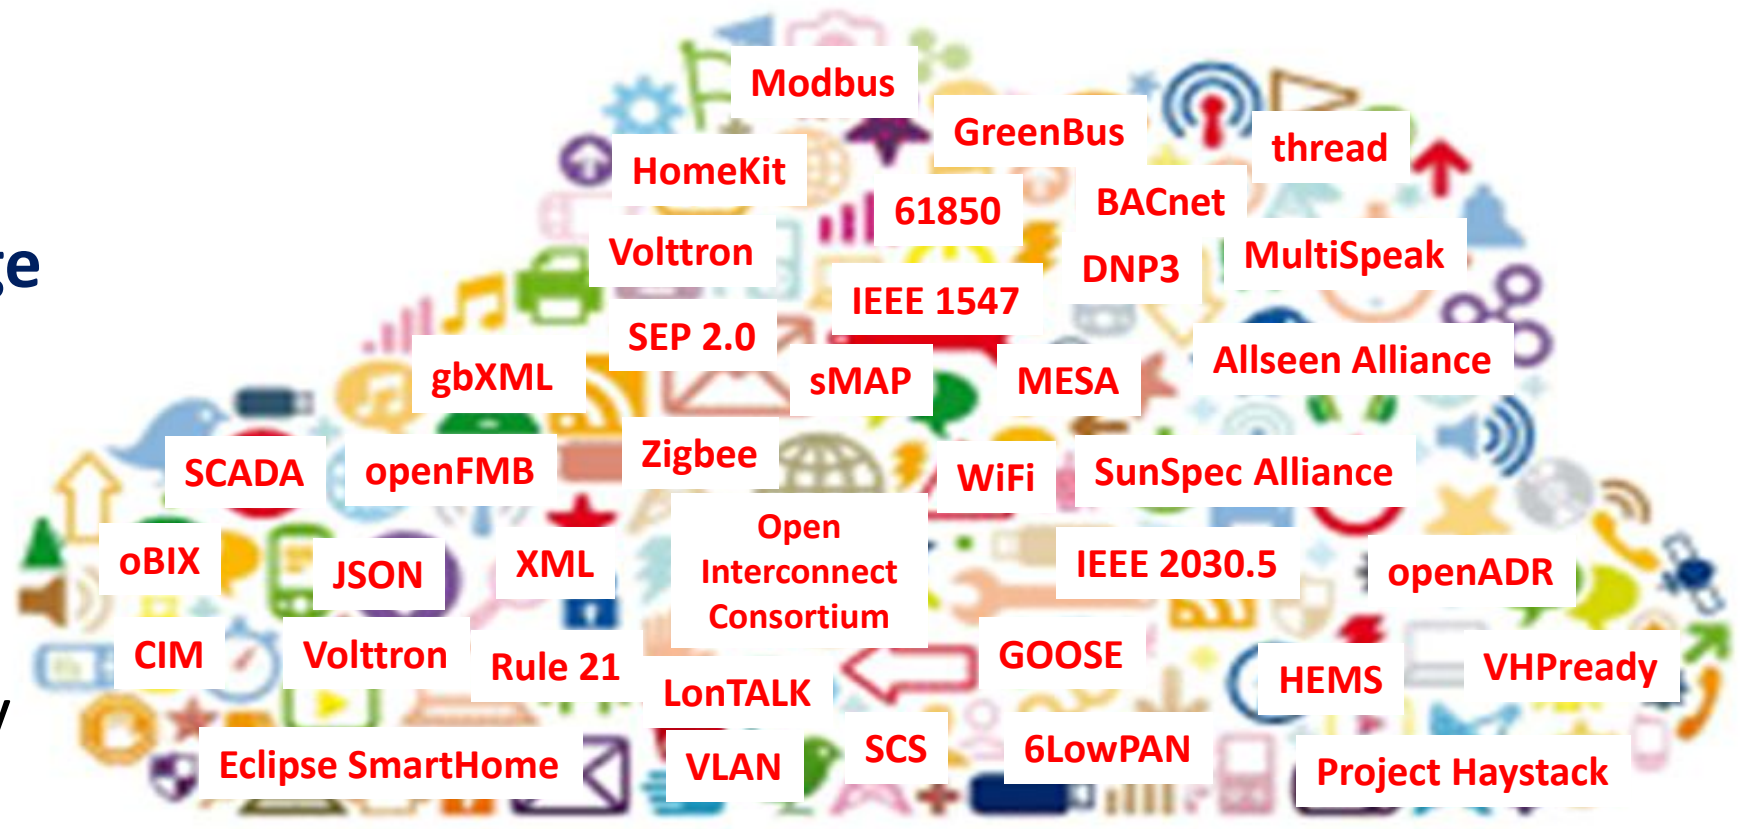 Modbus
GreenBus
thread
HomeKit
61850
BACnet
Volttron
DNP3
MultiSpeak
ge
IEEE 1547
SEP 2.0
gbXML
sMAP
MESA
Allseen Alliance
SCADA
openFMB
Zigbee
WiFi
SunSpec Alliance
Open
Interconnect
Consortium
oBIX
JSON
XML
IEEE 2030.5
openADR
CIM
Volttron
Rule 21
LonTALK
GOOSE
HEMS
VHPready
y
Eclipse SmartHome
VLAN
SCS
6LowPAN
Project Haystack